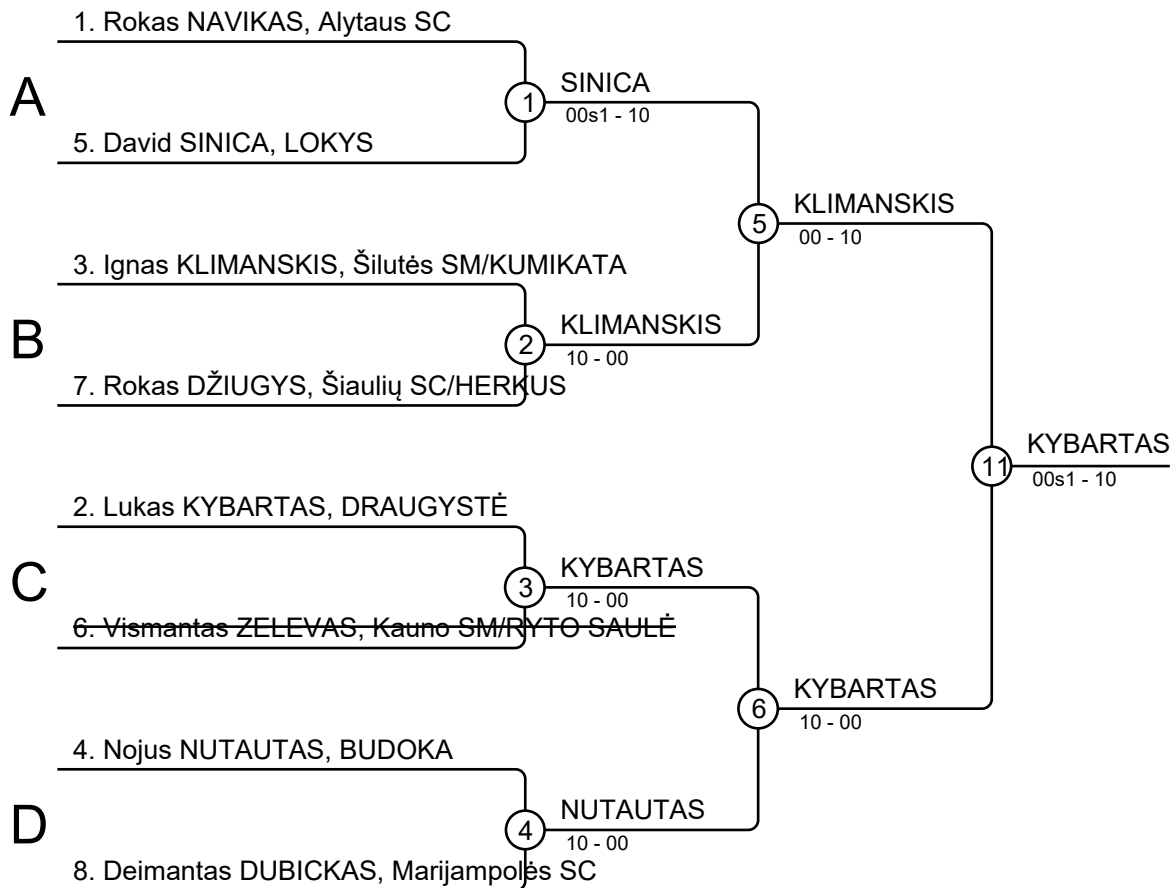 1. Rokas NAVIKAS, Alytaus SC
A
1
SINICA
00s1 - 10
5. David SINICA, LOKYS
5
KLIMANSKIS
00 - 10
3. Ignas KLIMANSKIS, Šilutės SM/KUMIKATA
B
2
KLIMANSKIS
10 - 00
7. Rokas DŽIUGYS, Šiaulių SC/HERKUS
11
KYBARTAS
00s1 - 10
2. Lukas KYBARTAS, DRAUGYSTĖ
C
3
KYBARTAS
10 - 00
6. Vismantas ZELEVAS, Kauno SM/RYTO SAULĖ
6
KYBARTAS
10 - 00
4. Nojus NUTAUTAS, BUDOKA
D
4
NUTAUTAS
10 - 00
8. Deimantas DUBICKAS, Marijampolės SC